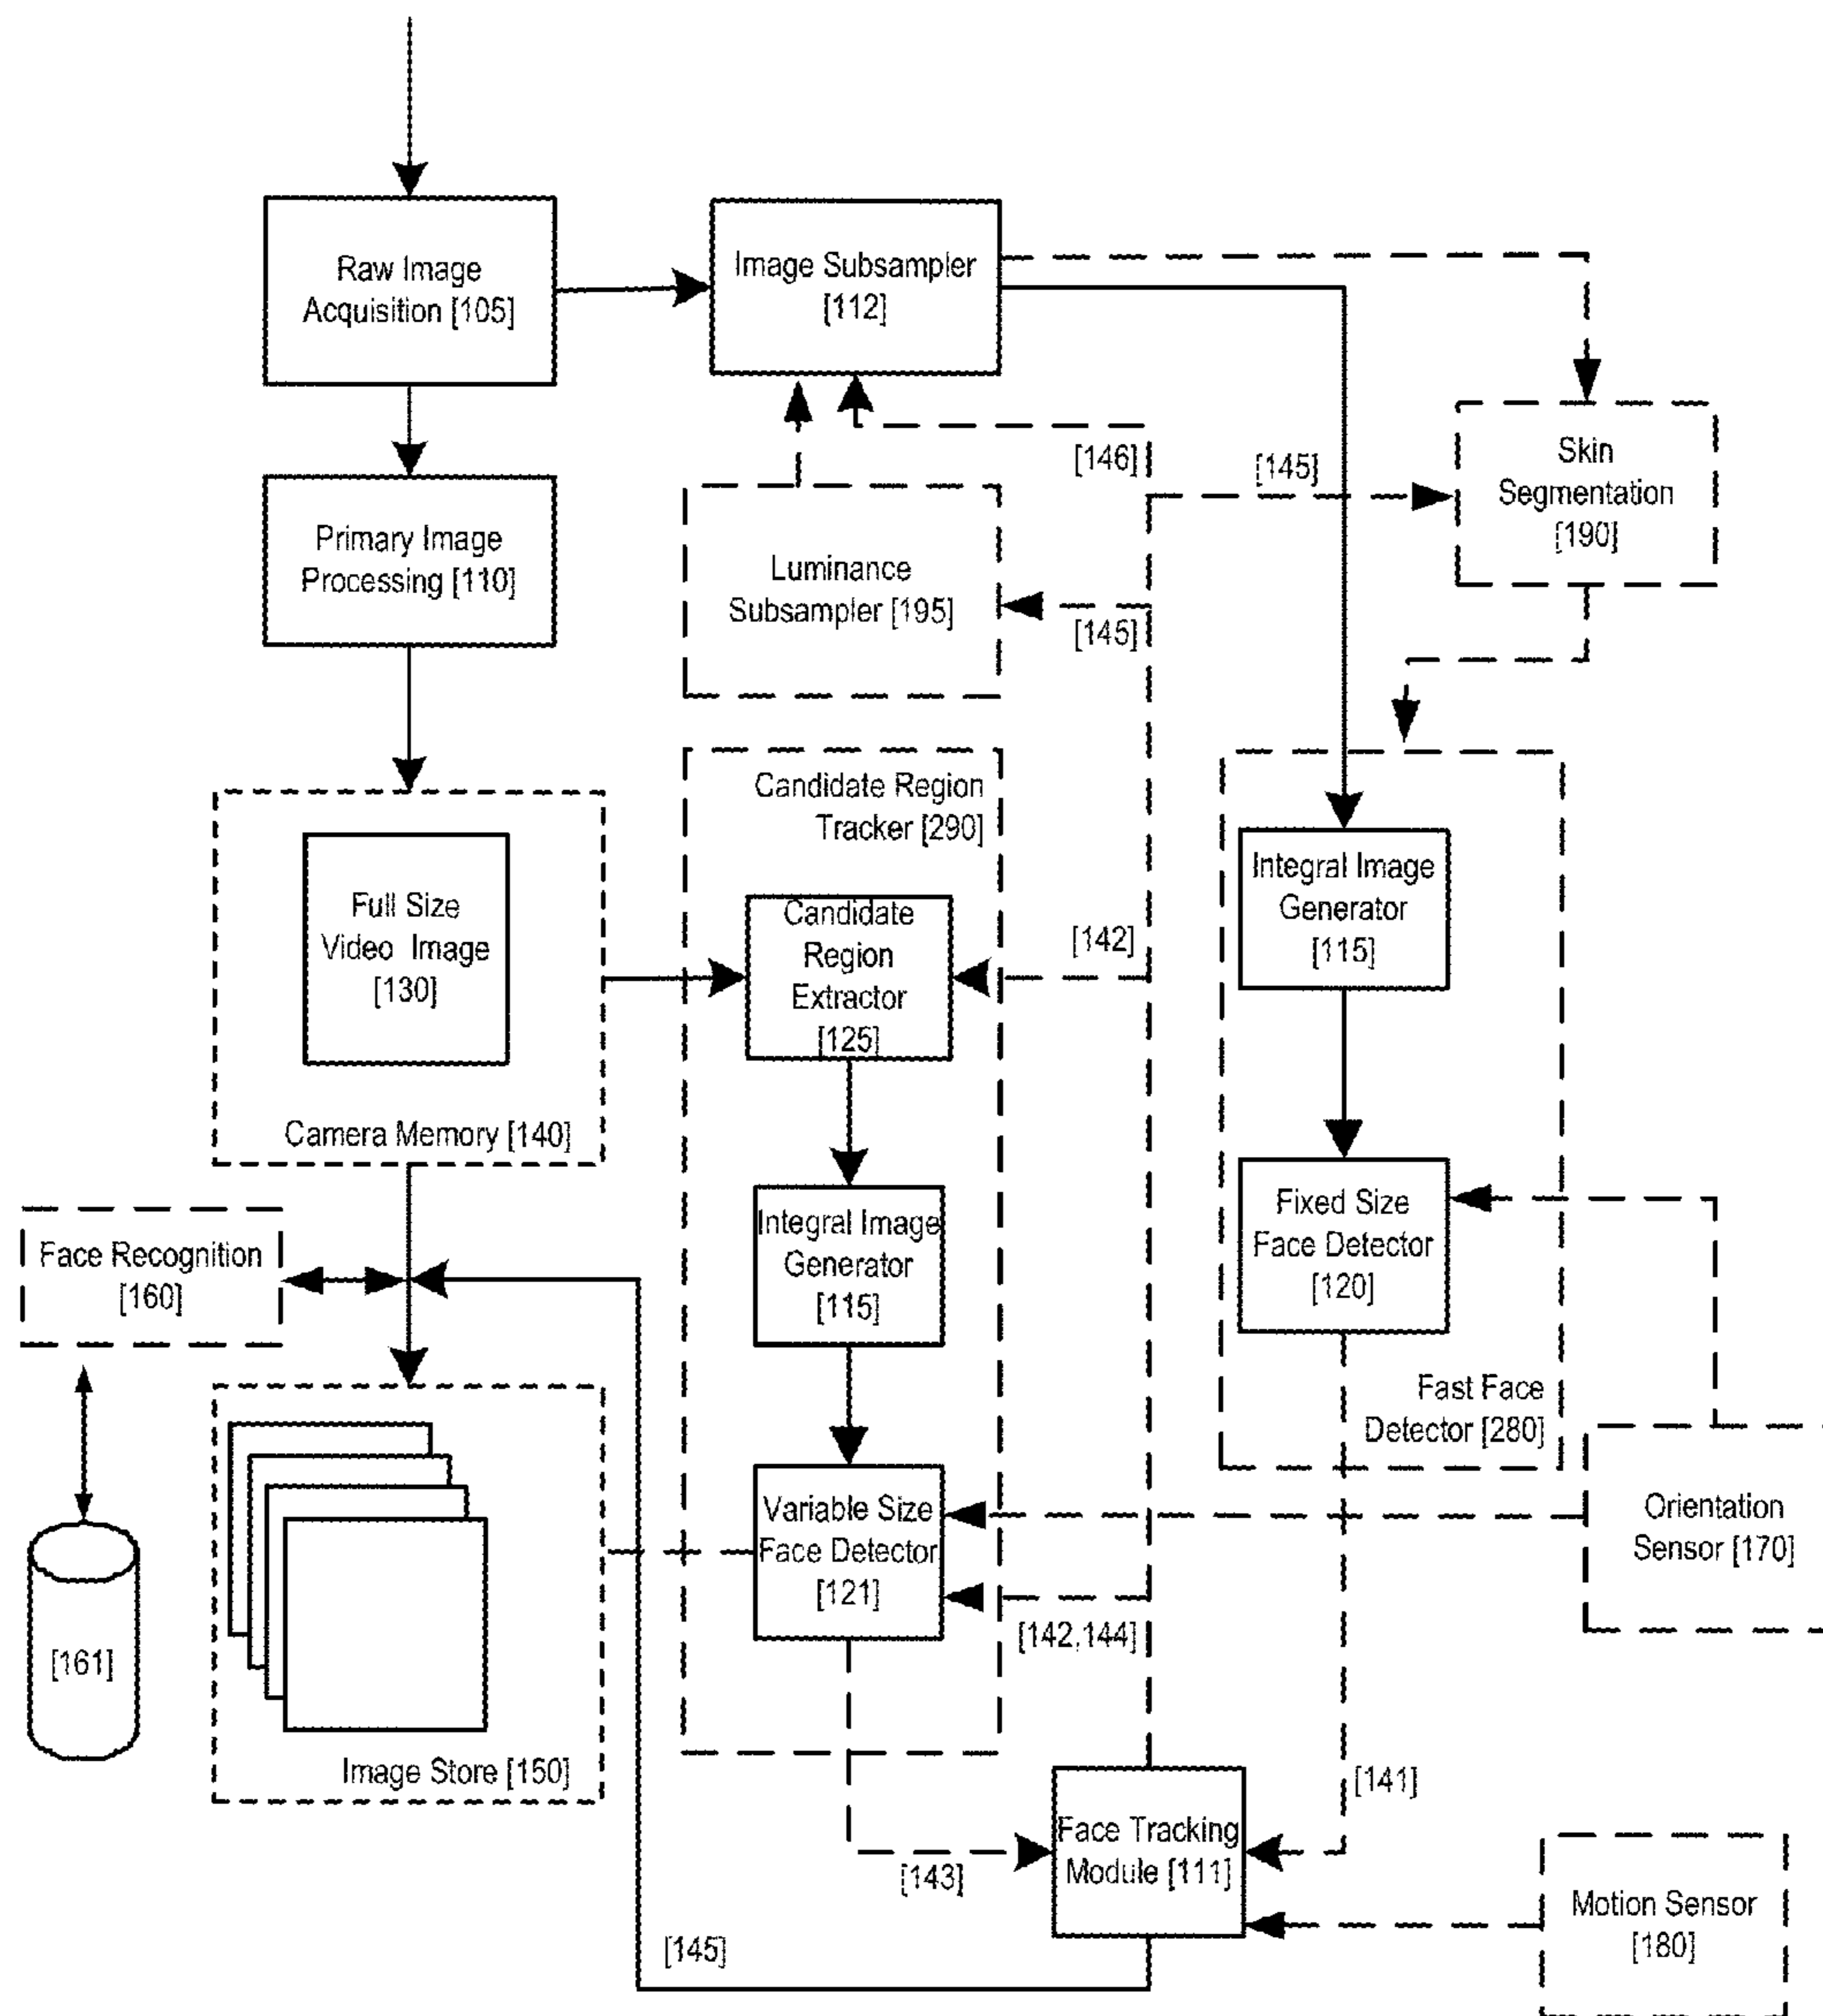 Raw Image
Acquisition [105]
Image Subsampler
[112]
[146]
[145]
Skin
Segmentation
[190]
Primary Image
Processing [110]
Luminance
Subsampler [195]
[145]
Candidate Region
Tracker [290]
Full Size
Video Image
[130]
Camera Memory [140]
Candidate
Region
Extractor
[125]
[142]
Integral Image
Generator
[115]
Face Recognition
[160]
Integral Image
Generator
[115]
Fixed Size
Face Detector
[120]
Fast Face
Detector [280]
Variable Size
Face Detector
[121]
[142,144]
Orientation
Sensor [170]
[161]
Image Store [150]
[141]
Face Tracking
Module [111]
[143]
[145]
Motion Sensor
[180]